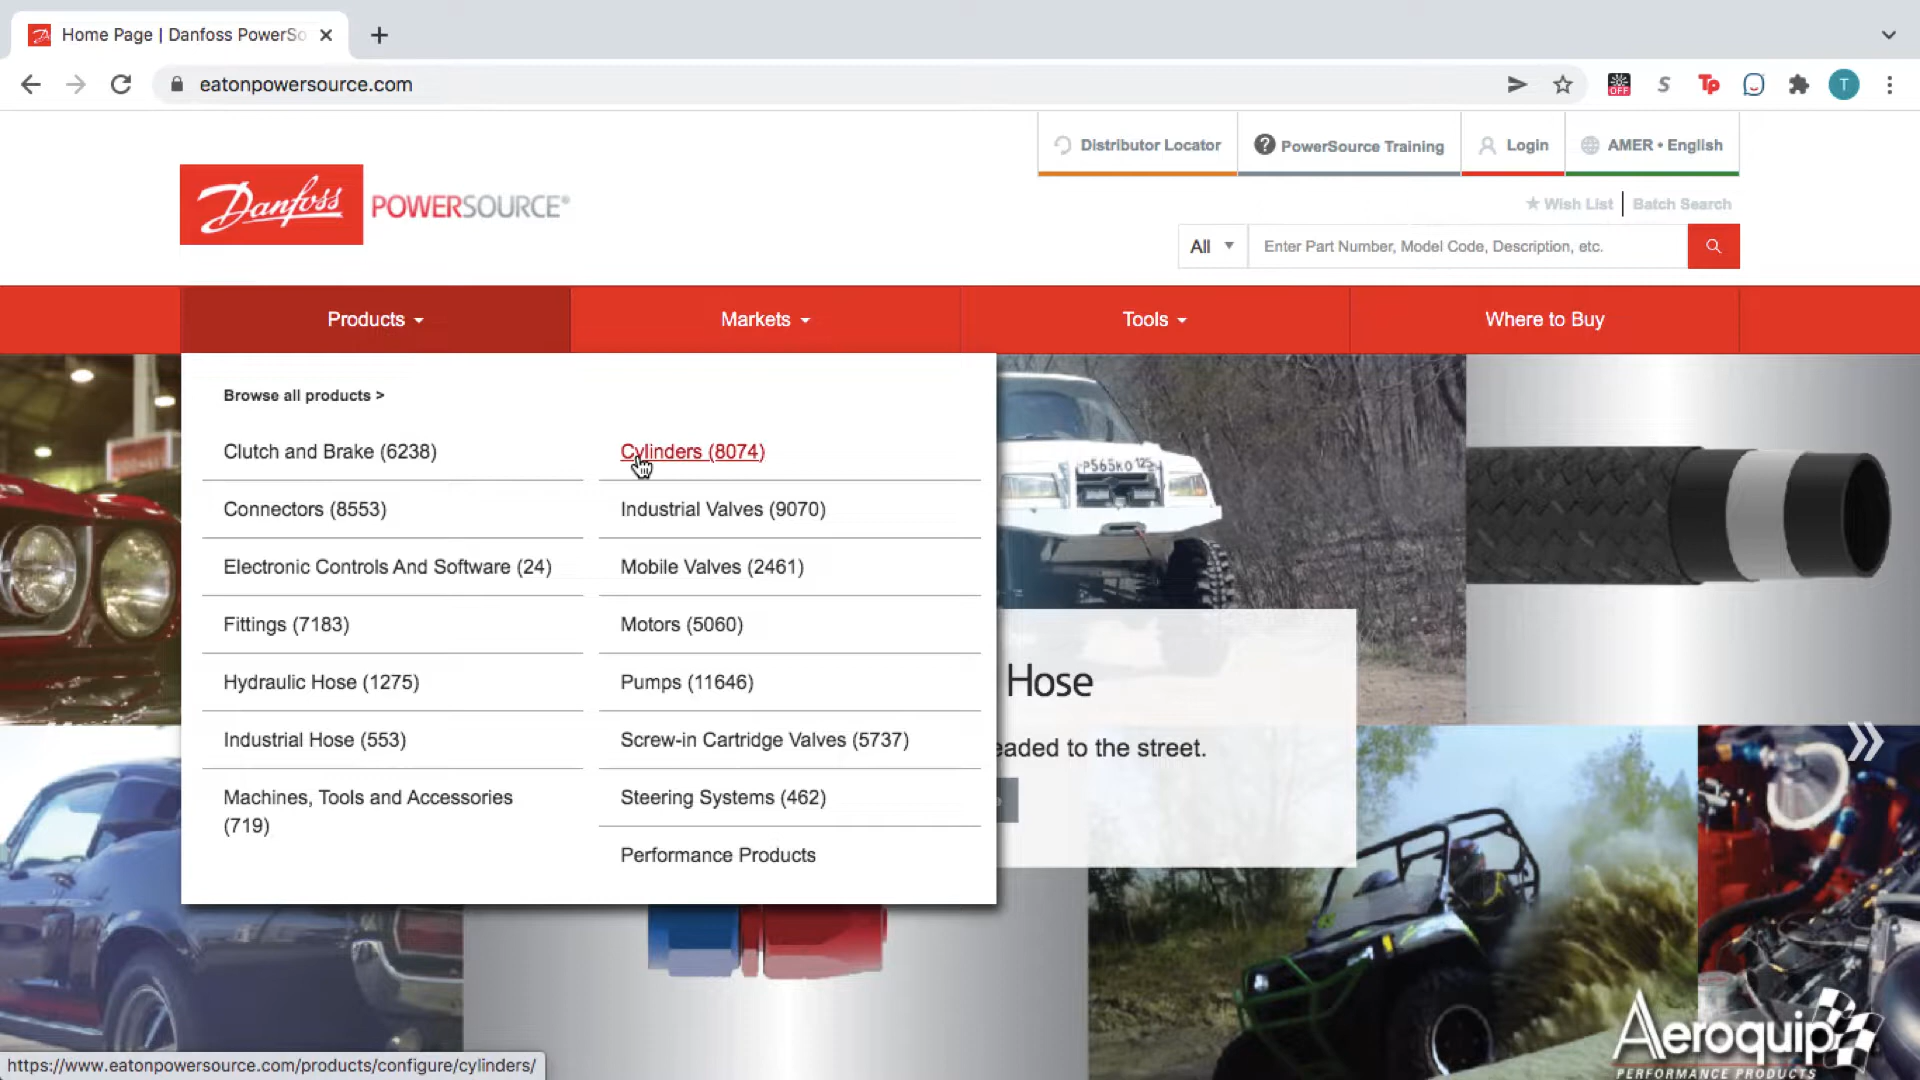 Home Page | Danfoss PowerSo
eatonpowersource.com
OFF
S
Tp
T
Distributor Locator
? PowerSource Training
Login
AMER • English
Danfoss POWERSOURCE®
★ Wish List | Batch Search
All
Enter Part Number, Model Code, Description, etc.
Products
Markets
Tools
Where to Buy
Browse all products >
Clutch and Brake (6238)
Connectors (8553)
Electronic Controls And Software (24)
Fittings (7183)
Hydraulic Hose (1275)
Industrial Hose (553)
Machines, Tools and Accessories
(719)
Cylinders (8074)
Industrial Valves (9070)
Mobile Valves (2461)
Motors (5060)
Pumps (11646)
Screw-in Cartridge Valves (5737)
Steering Systems (462)
Performance Products
P565KO 125
Hose
eaded to the street.
Aeroquip
PERFORMANCE PRODUCTS
https://www.eatonpowersource.com/products/configure/cylinders/